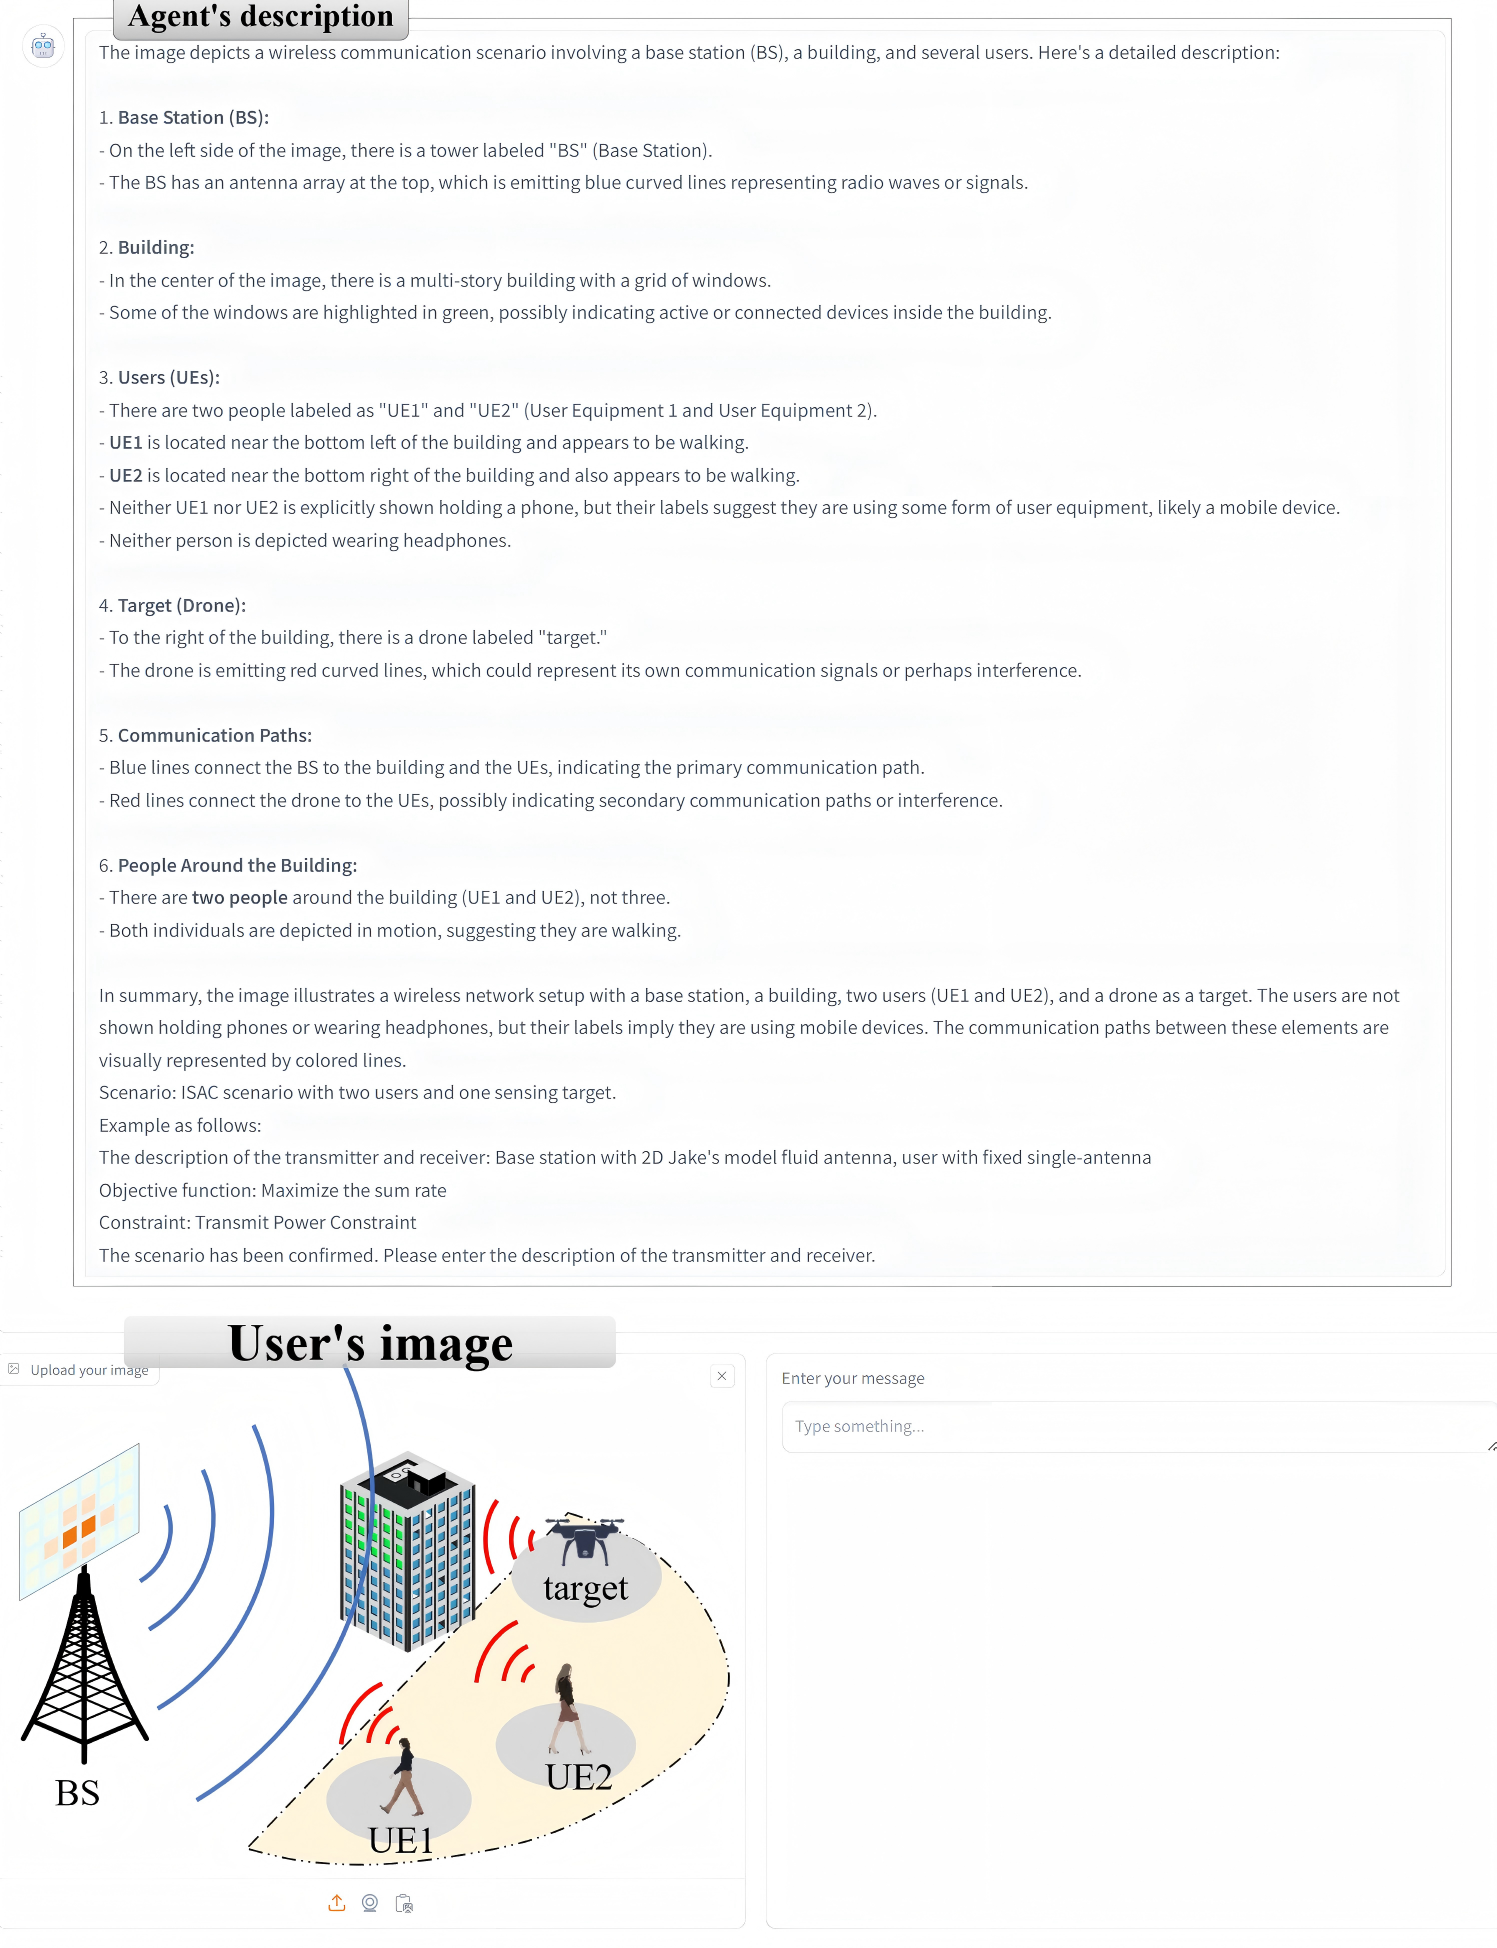 Agent's description
The image depicts a wireless communication scenario involving a base station (BS), a building, and several users. Here's a detailed description:
1. Base Station (BS):
- On the left side of the image, there is a tower labeled "BS" (Base Station).
- The BS has an antenna array at the top, which is emitting blue curved lines representing radio waves or signals.
2. Building:
- In the center of the image, there is a multi-story building with a grid of windows.
- Some of the windows are highlighted in green, possibly indicating active or connected devices inside the building.
3. Users (UEs):
- There are two people labeled as "UE1" and "UE2" (User Equipment 1 and User Equipment 2).
- UE1 is located near the bottom left of the building and appears to be walking.
- UE2 is located near the bottom right of the building and also appears to be walking.
- Neither UE1 nor UE2 is explicitly shown holding a phone, but their labels suggest they are using some form of user equipment, likely a mobile device.
- Neither person is depicted wearing headphones.
4. Target (Drone):
- To the right of the building, there is a drone labeled "target."
- The drone is emitting red curved lines, which could represent its own communication signals or perhaps interference.
5. Communication Paths:
- Blue lines connect the BS to the building and the UEs, indicating the primary communication path.
- Red lines connect the drone to the UEs, possibly indicating secondary communication paths or interference.
6. People Around the Building:
- There are two people around the building (UE1 and UE2), not three.
- Both individuals are depicted in motion, suggesting they are walking.
In summary, the image illustrates a wireless network setup with a base station, a building, two users (UE1 and UE2), and a drone as a target. The users are not
shown holding phones or wearing headphones, but their labels imply they are using mobile devices. The communication paths between these elements are
visually represented by colored lines.
Scenario: ISAC scenario with two users and one sensing target.
Example as follows:
The description of the transmitter and receiver: Base station with 2D Jake's model fluid antenna, user with fixed single-antenna
Objective function: Maximize the sum rate
Constraint: Transmit Power Constraint
The scenario has been confirmed. Please enter the description of the transmitter and receiver.
User's image
Upload your image
Enter your message
Type something...
target
UE2
BS
UE1